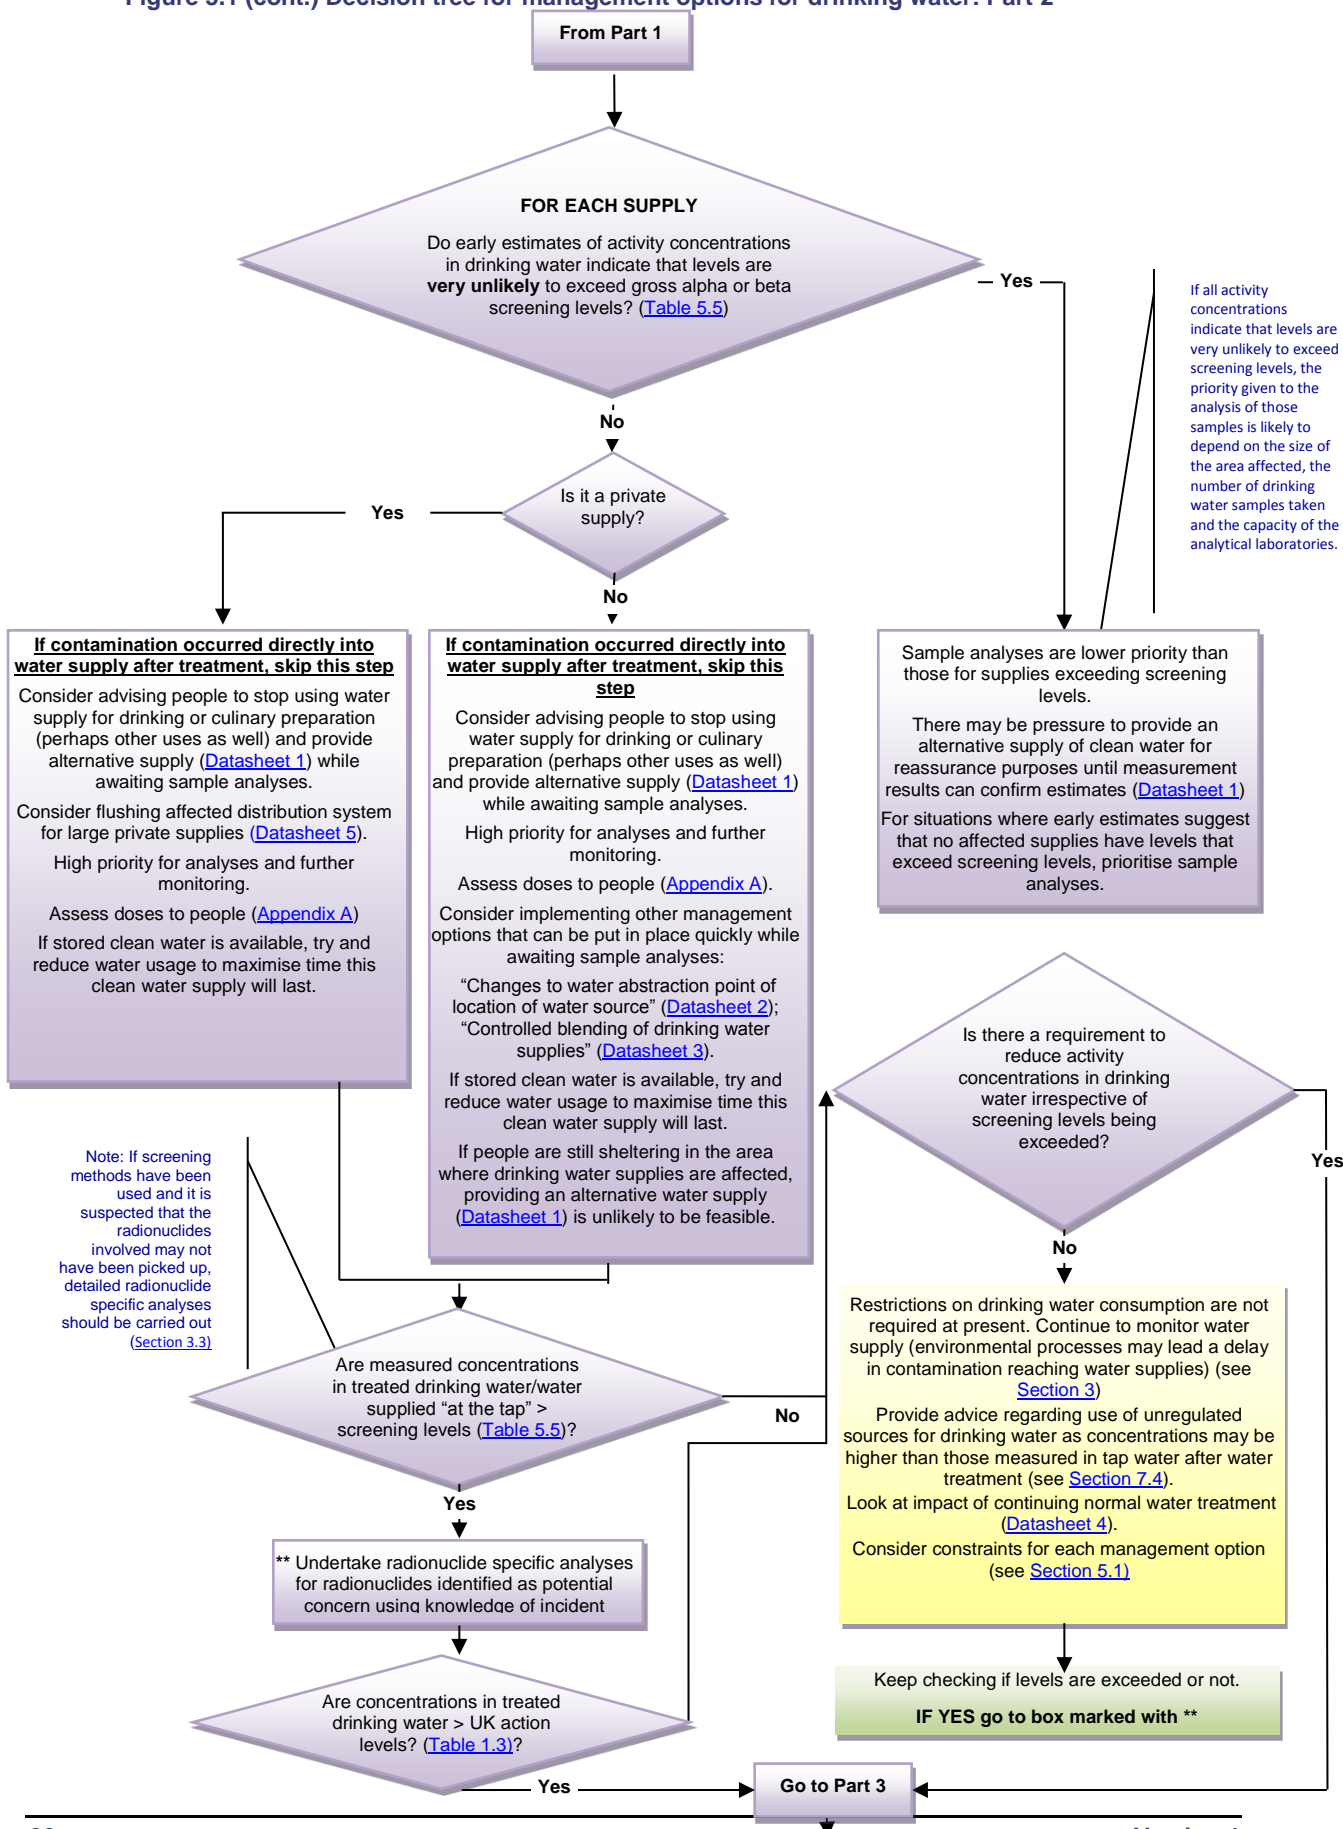 Figure 5.1 (cont.) Decision tree for management options for drinking water: Part 2
From Part 1
FOR EACH SUPPLY
Do early estimates of activity concentrations
in drinking water indicate that levels are
very unlikely to exceed gross alpha or beta
screening levels? (Table 5.5)
Yes
No
If all activity
concentrations
indicate that levels are
very unlikely to exceed
screening levels, the
priority given to the
analysis of those
samples is likely to
depend on the size of
the area affected, the
number of drinking
water samples taken
and the capacity of the
analytical laboratories.
Is it a private
supply?
Yes
No
If contamination occurred directly into
water supply after treatment, skip this step
Consider advising people to stop using water
supply for drinking or culinary preparation
(perhaps other uses as well) and provide
alternative supply (Datasheet 1) while
awaiting sample analyses.
Consider flushing affected distribution system
for large private supplies (Datasheet 5).
High priority for analyses and further
monitoring.
Assess doses to people (Appendix A)
If stored clean water is available, try and
reduce water usage to maximise time this
clean water supply will last.
If contamination occurred directly into
water supply after treatment, skip this
step
Consider advising people to stop using
water supply for drinking or culinary
preparation (perhaps other uses as well)
and provide alternative supply (Datasheet 1)
while awaiting sample analyses.
High priority for analyses and further
monitoring.
Assess doses to people (Appendix A).
Consider implementing other management
options that can be put in place quickly while
awaiting sample analyses:
“Changes to water abstraction point of
location of water source” (Datasheet 2);
“Controlled blending of drinking water
supplies” (Datasheet 3).
If stored clean water is available, try and
reduce water usage to maximise time this
clean water supply will last.
If people are still sheltering in the area
where drinking water supplies are affected,
providing an alternative water supply
(Datasheet 1) is unlikely to be feasible.
Sample analyses are lower priority than
those for supplies exceeding screening
levels.
There may be pressure to provide an
alternative supply of clean water for
reassurance purposes until measurement
results can confirm estimates (Datasheet 1)
For situations where early estimates suggest
that no affected supplies have levels that
exceed screening levels, prioritise sample
analyses.
Is there a requirement to
reduce activity
concentrations in drinking
water irrespective of
screening levels being
exceeded?
Yes
No
Note: If screening
methods have been
used and it is
suspected that the
radionuclides
involved may not
have been picked up,
detailed radionuclide
specific analyses
should be carried out
(Section 3.3)
Are measured concentrations
in treated drinking water/water
supplied “at the tap” >
screening levels (Table 5.5)?
No
Yes
Restrictions on drinking water consumption are not
required at present. Continue to monitor water
supply (environmental processes may lead a delay
in contamination reaching water supplies) (see
Section 3)
Provide advice regarding use of unregulated
sources for drinking water as concentrations may be
higher than those measured in tap water after water
treatment (see Section 7.4).
Look at impact of continuing normal water treatment
(Datasheet 4).
Consider constraints for each management option
(see Section 5.1)
** Undertake radionuclide specific analyses
for radionuclides identified as potential
concern using knowledge of incident
Are concentrations in treated
drinking water > UK action
levels? (Table 1.3)?
Keep checking if levels are exceeded or not.
IF YES go to box marked with **
Yes
Go to Part 3